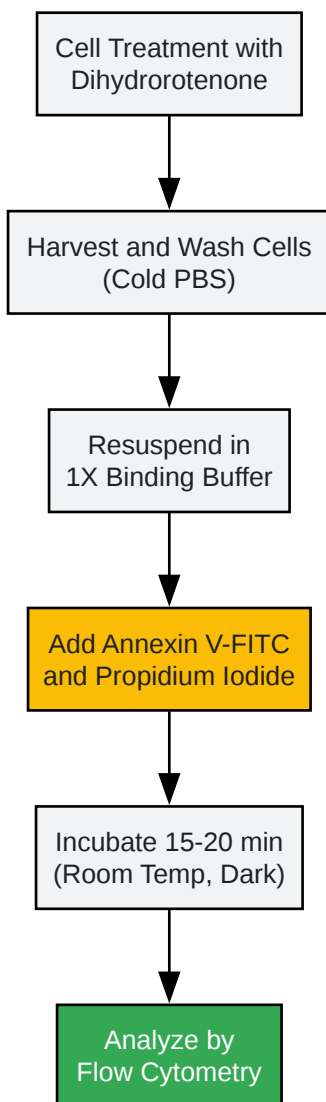 Cell Treatment with
Dihydrorotenone
Harvest and Wash Cells
(Cold PBS)
Resuspend in
1X Binding Buffer
Add Annexin V-FITC
and Propidium Iodide
Incubate 15-20 min
(Room Temp, Dark)
Analyze by
Flow Cytometry